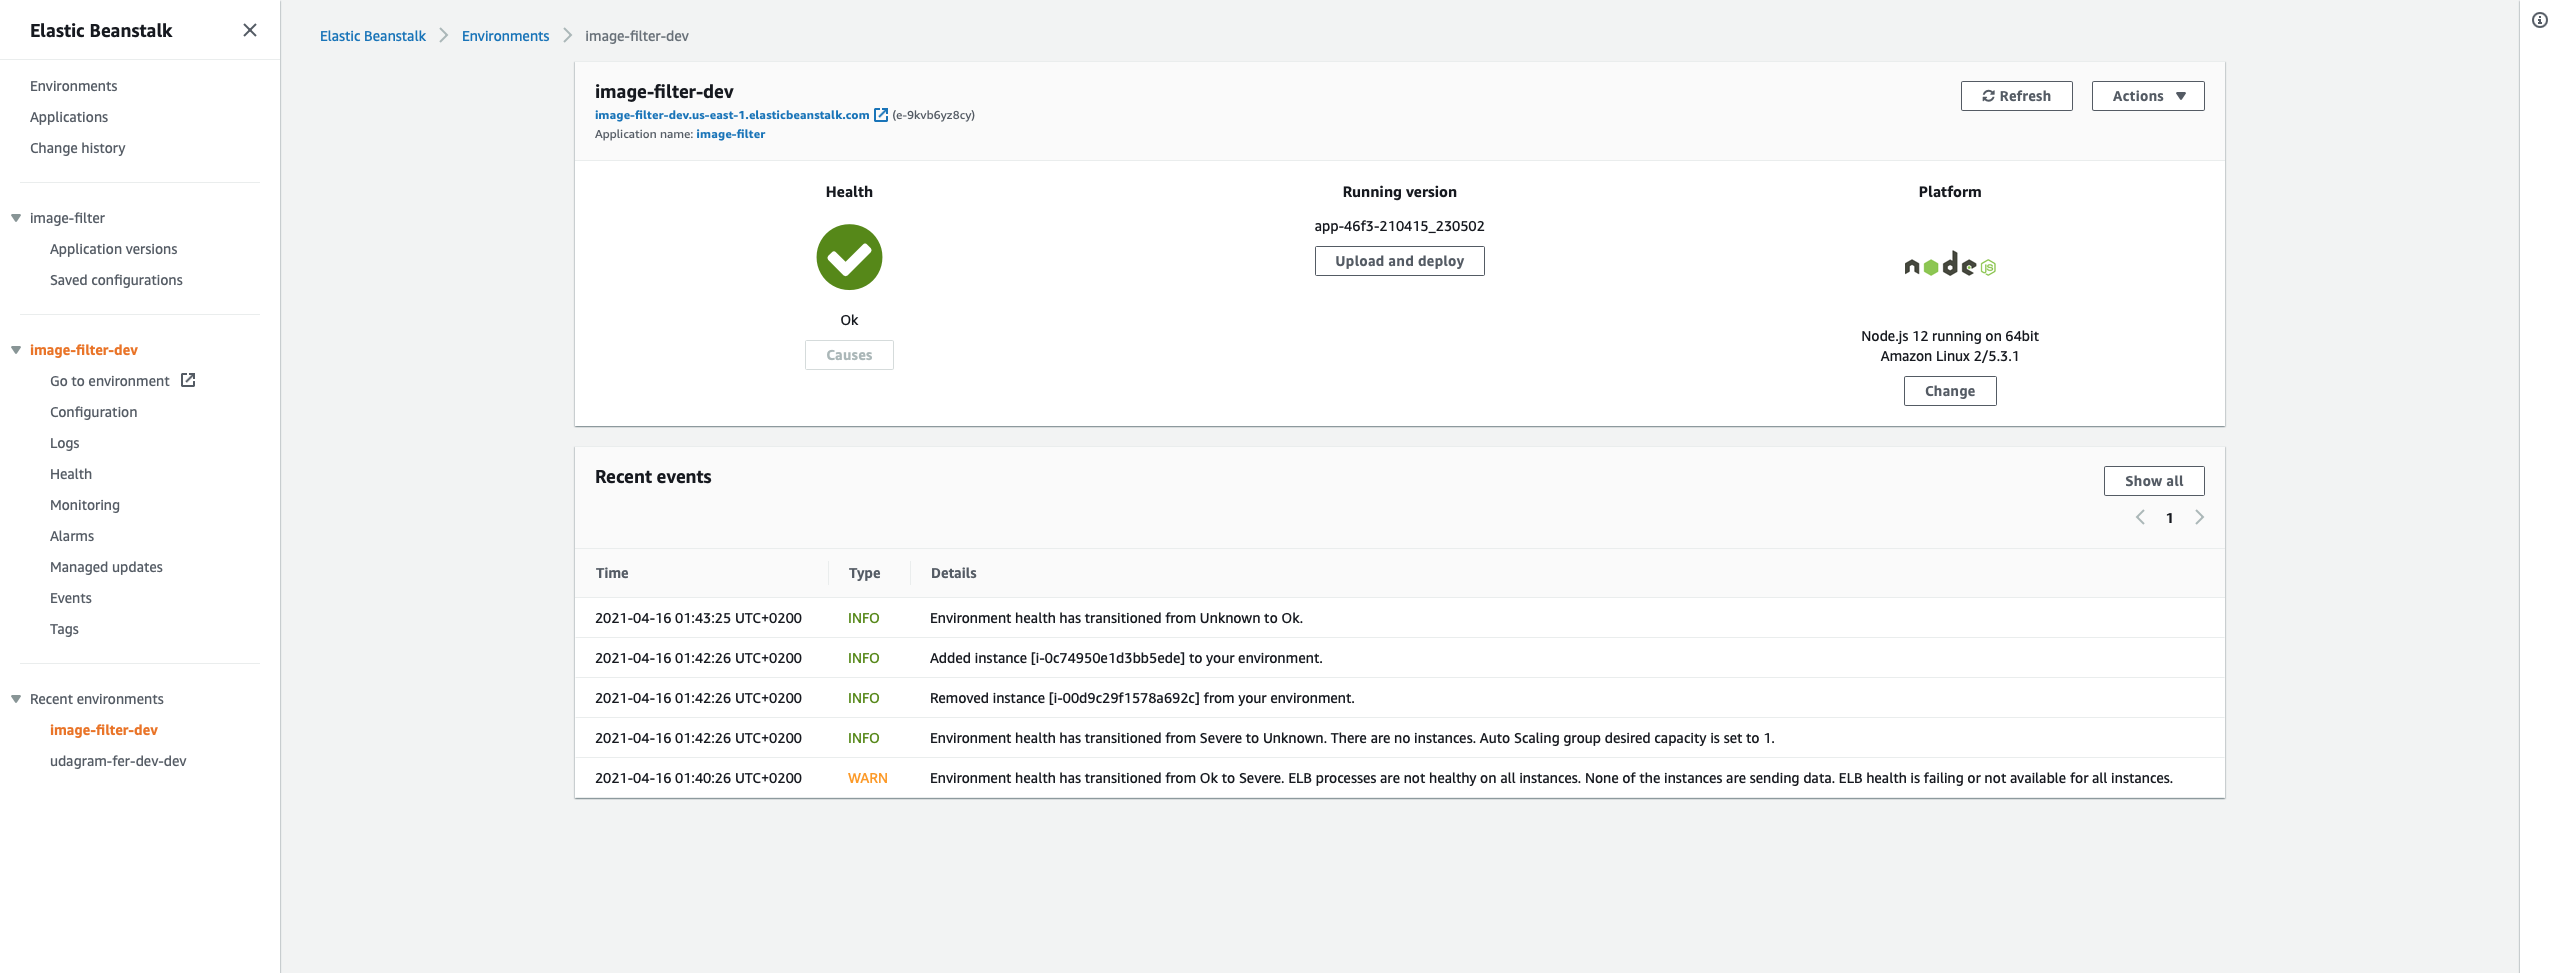 Elastic Beanstalk
Environments
Applications
Change history
image-filter
Application versions
Saved configurations
image-filter-dev
Go to environment
Configuration
Logs
Health
Monitoring
Alarms
Managed updates
Events
Tags
Recent environments
image-filter-dev
udagram-fer-dev-dev
Elastic Beanstalk Environments image-filter-dev
image-filter-dev
image-filter-dev.us-east-1.elasticbeanstalk.com (e-9kvb6yz8cy)
Application name: image-filter
Refresh
Actions
Health
Ok
Causes
Running version
app-46f3-210415_230502
Upload and deploy
Platform
node JS
Node.js 12 running on 64bit
Amazon Linux 2/5.3.1
Change
Recent events
Show all
1
Time Type Details
2021-04-16 01:43:25 UTC+0200 INFO Environment health has transitioned from Unknown to Ok.
2021-04-16 01:42:26 UTC+0200 INFO Added instance [i-0c74950e1d3bb5ede] to your environment.
2021-04-16 01:42:26 UTC+0200 INFO Removed instance [i-00d9c29f1578a692c] from your environment.
2021-04-16 01:42:26 UTC+0200 INFO Environment health has transitioned from Severe to Unknown. There are no instances. Auto Scaling group desired capacity is set to 1.
2021-04-16 01:40:26 UTC+0200 WARN Environment health has transitioned from Ok to Severe. ELB processes are not healthy on all instances. None of the instances are sending data. ELB health is failing or not available for all instances.